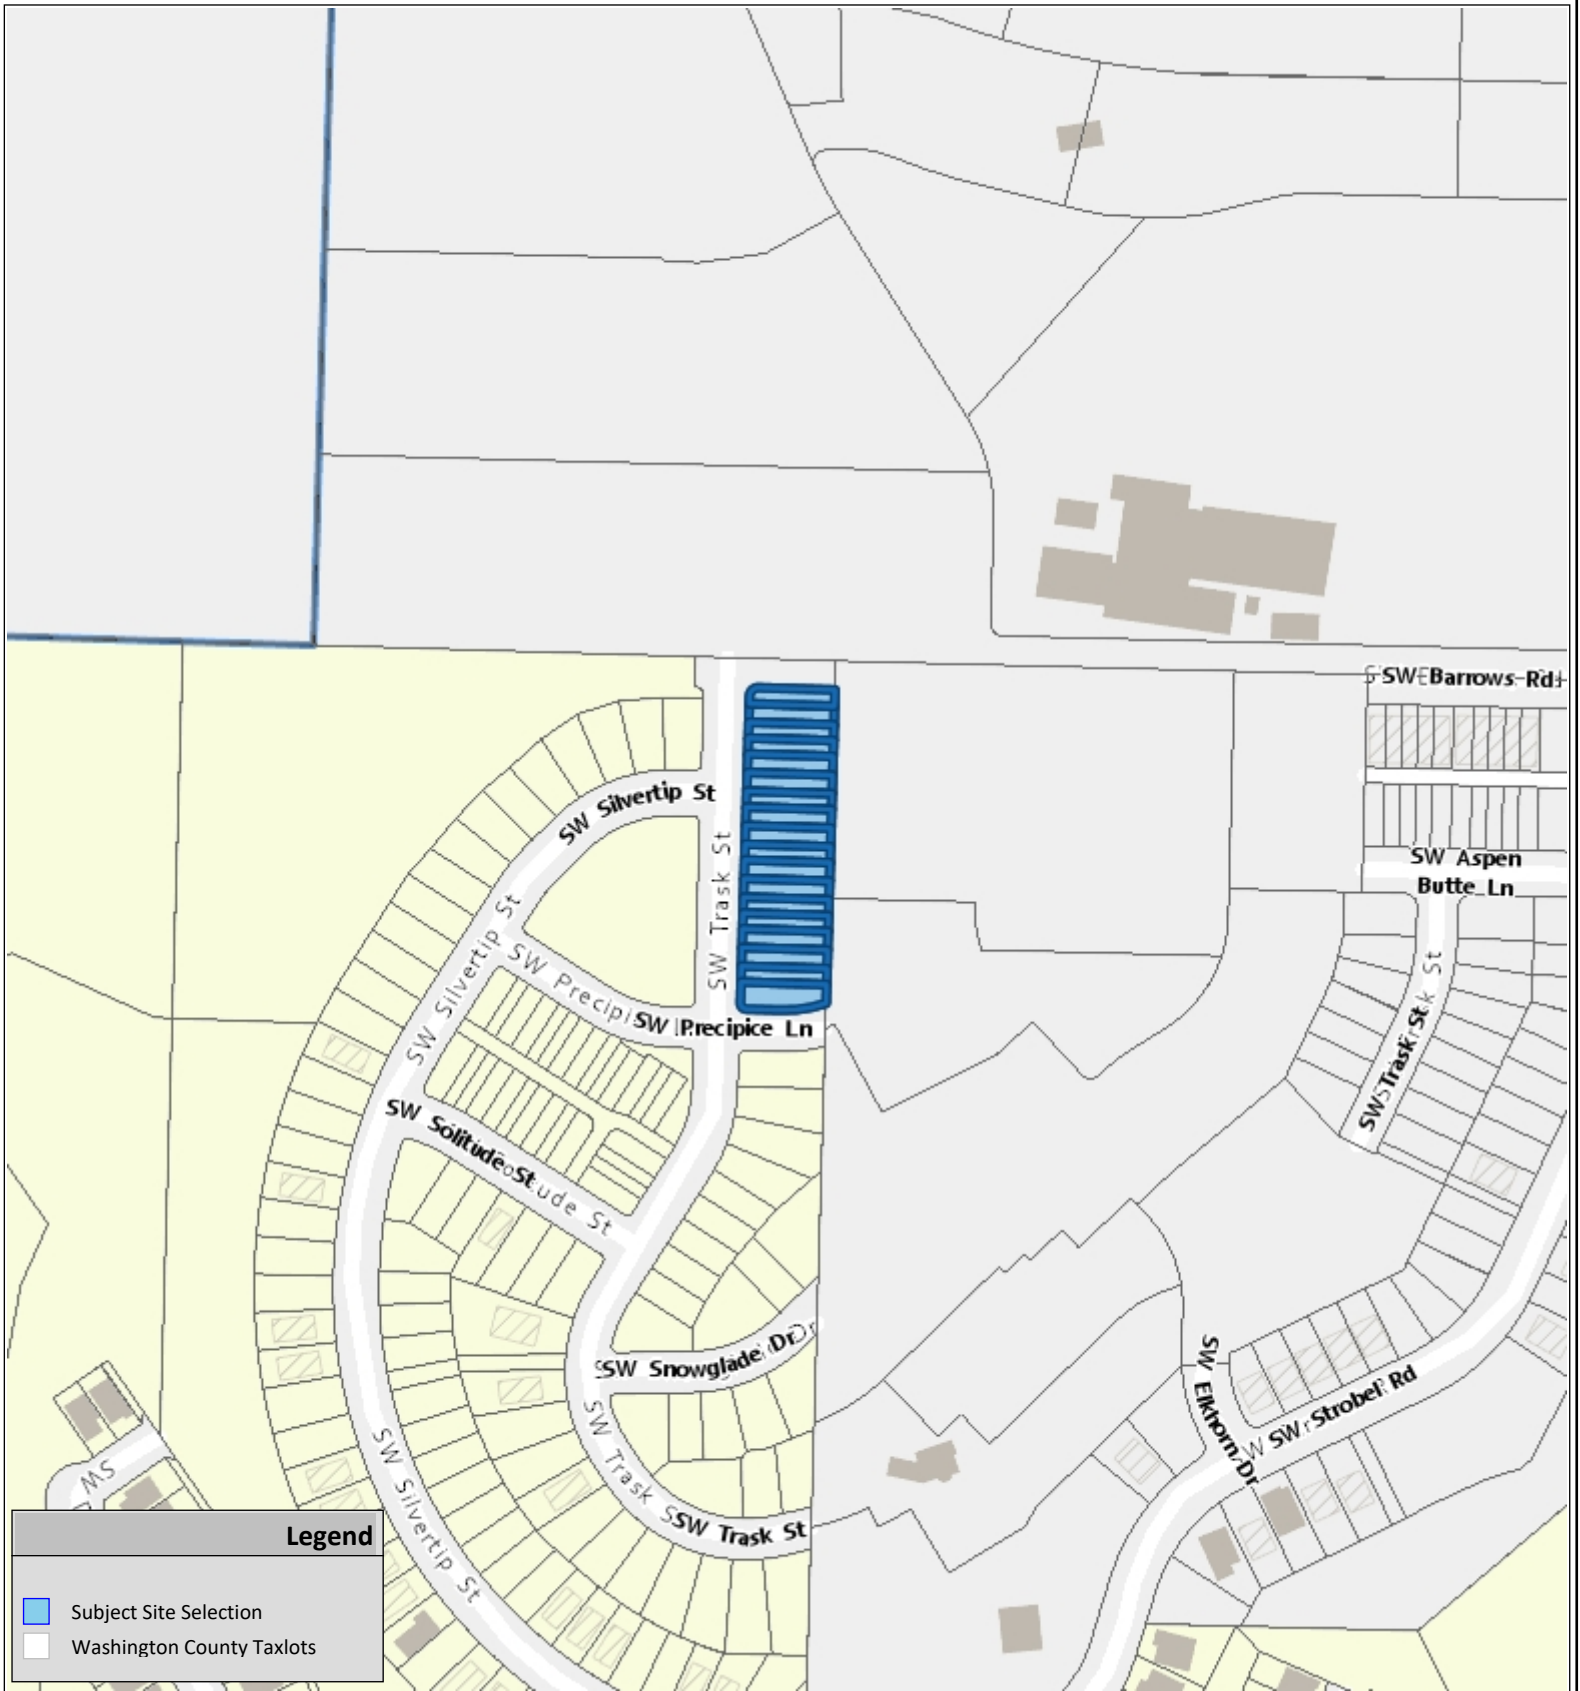 SW Barrows Rd
SW Silvertip St
SW Trask St
SW Aspen
Butte Ln
SW Silvertip St
SW Precipi
SW Precipice Ln
SW Trask St
SW Solitude St
ude St
SW Snowglade Dr
SW Elkhorn Dr
SW Strobel Rd
SW Trask St
SW Trask St
SW Silvertip St
SW
Legend
Subject Site Selection
Washington County Taxlots